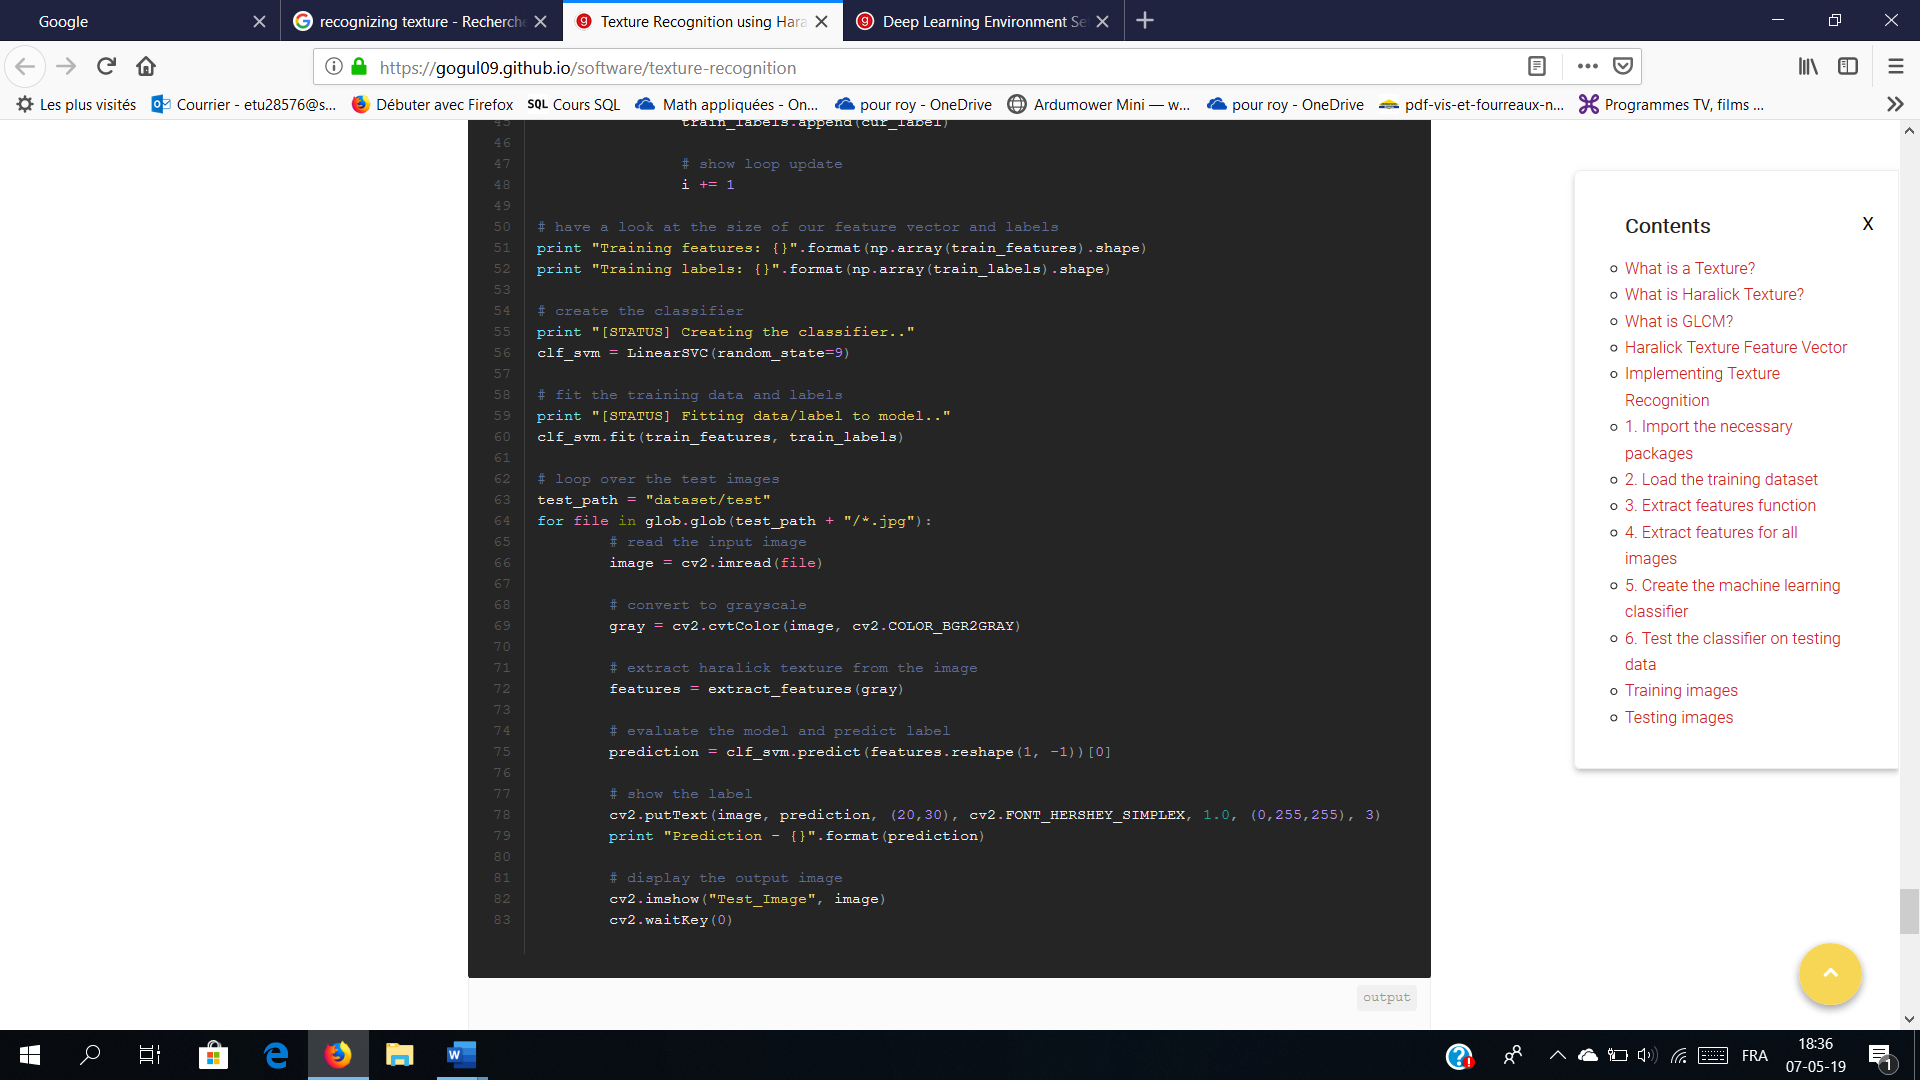 Google
recognizing texture - Recherche
Texture Recognition using Hara
Deep Learning Environment Se
https://gogul09.github.io/software/texture-recognition
Les plus visités
Courrier - etu28576@s...
Débuter avec Firefox
SQL Cours SQL
Math appliquées - On...
pour roy - OneDrive
Ardumower Mini — w...
pour roy - OneDrive
pdf-vis-et-fourreaux-n...
Programmes TV, films ...
45 train_labels.append(cur_label)
46
47 # show loop update
48 i += 1
49
50 # have a look at the size of our feature vector and labels
51 print "Training features: {}".format(np.array(train_features).shape)
52 print "Training labels: {}".format(np.array(train_labels).shape)
53
54 # create the classifier
55 print "[STATUS] Creating the classifier.."
56 clf_svm = LinearSVC(random_state=9)
57
58 # fit the training data and labels
59 print "[STATUS] Fitting data/label to model.."
60 clf_svm.fit(train_features, train_labels)
61
62 # loop over the test images
63 test_path = "dataset/test"
64 for file in glob.glob(test_path + "/*.jpg"):
65 # read the input image
66 image = cv2.imread(file)
67
68 # convert to grayscale
69 gray = cv2.cvtColor(image, cv2.COLOR_BGR2GRAY)
70
71 # extract haralick texture from the image
72 features = extract_features(gray)
73
74 # evaluate the model and predict label
75 prediction = clf_svm.predict(features.reshape(1, -1))[0]
76
77 # show the label
78 cv2.putText(image, prediction, (20,30), cv2.FONT_HERSHEY_SIMPLEX, 1.0, (0,255,255), 3)
79 print "Prediction - {}".format(prediction)
80
81 # display the output image
82 cv2.imshow("Test_Image", image)
83 cv2.waitKey(0)
output
Contents X
What is a Texture?
What is Haralick Texture?
What is GLCM?
Haralick Texture Feature Vector
Implementing Texture
Recognition
1. Import the necessary
packages
2. Load the training dataset
3. Extract features function
4. Extract features for all
images
5. Create the machine learning
classifier
6. Test the classifier on testing
data
Training images
Testing images
FRA
18:36
07-05-19
1